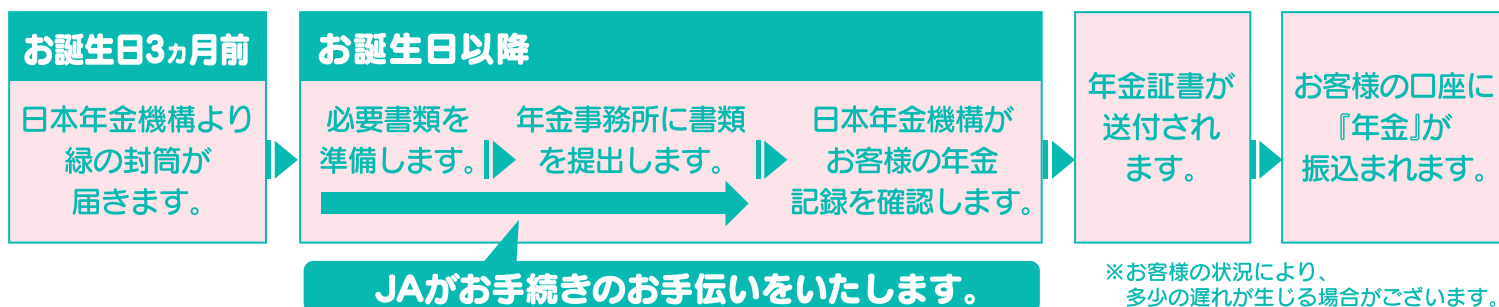 お誕生日3ヵ月前
日本年金機構より
緑の封筒が
届きます。
お誕生日以降
必要書類を
準備します。
年金事務所に書類
を提出します。
日本年金機構が
お客様の年金
記録を確認します。
JAがお手続きのお手伝いをいたします。
年金証書が
送付され
ます。
お客様の口座に
『年金』が
振込まれます。
※お客様の状況により、
多少の遅れが生じる場合がございます。